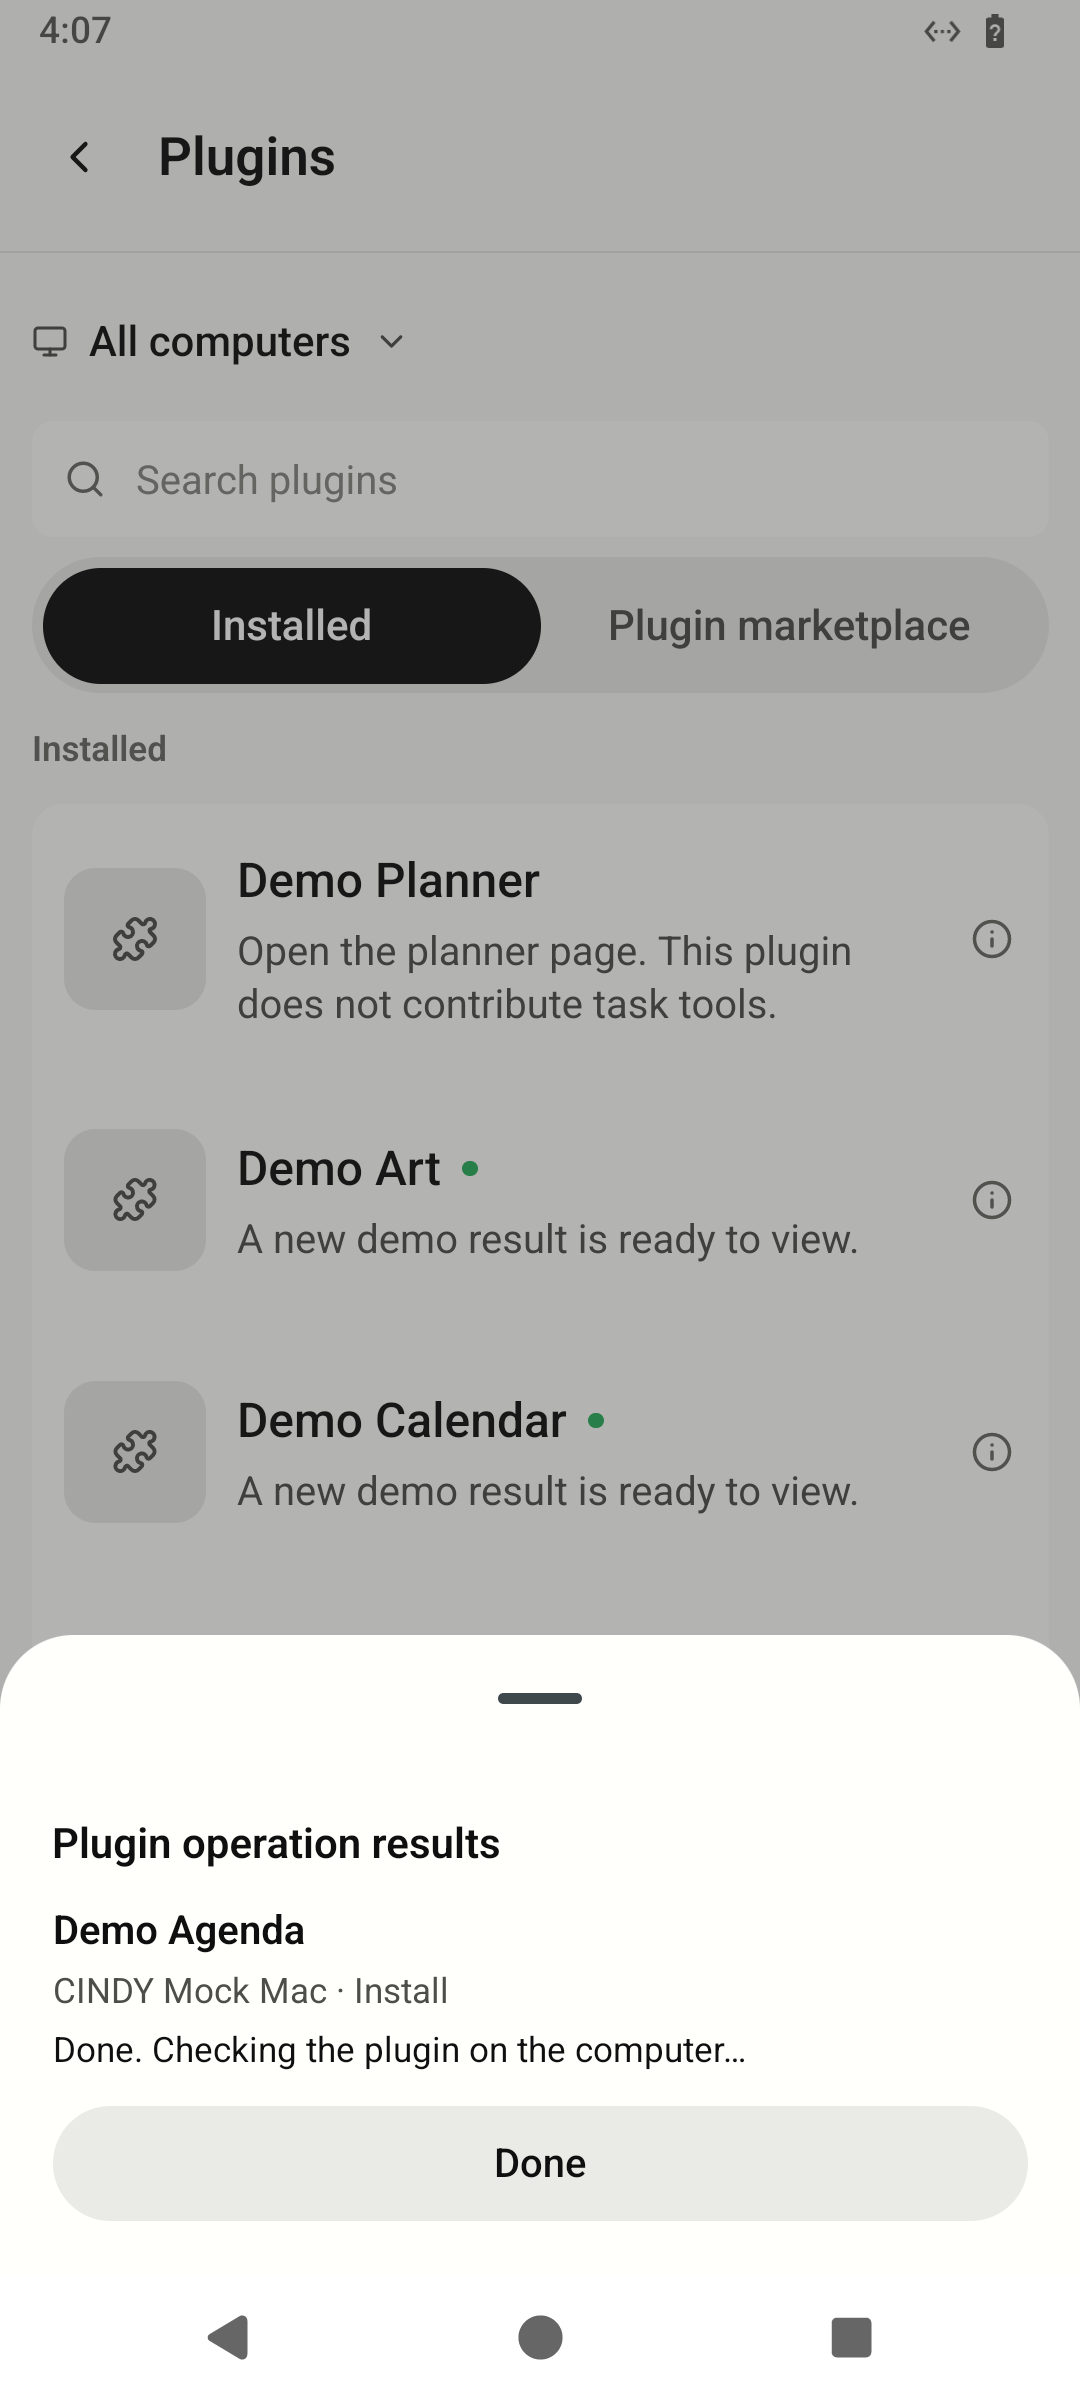 4:07
Plugins
All computers
Search plugins
Installed
Plugin marketplace
Installed
Demo Planner
Open the planner page. This plugin
does not contribute task tools.
Demo Art
A new demo result is ready to view.
Demo Calendar
A new demo result is ready to view.
Plugin operation results
Demo Agenda
CINDY Mock Mac · Install
Done. Checking the plugin on the computer…
Done